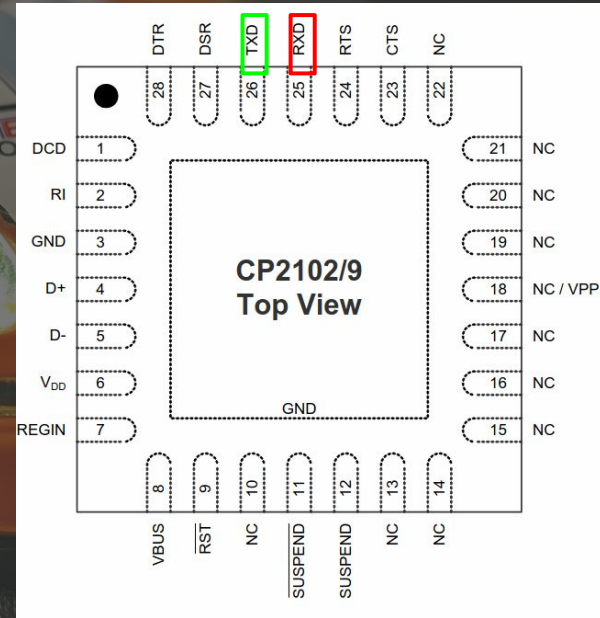 DTR DSR TXD RXD RTS CTS NC
28 27 26 25 24 23 22
DCD 1 21 NC
RI 2 20 NC
GND 3 19 NC
D+ 4 18 NC / VPP
D- 5 17 NC
VDD 6 16 NC
REGIN 7 15 NC
CP2102/9
Top View
GND
8 9 10 11 12 13 14
VBUS RST NC SUSPEND SUSPEND NC NC